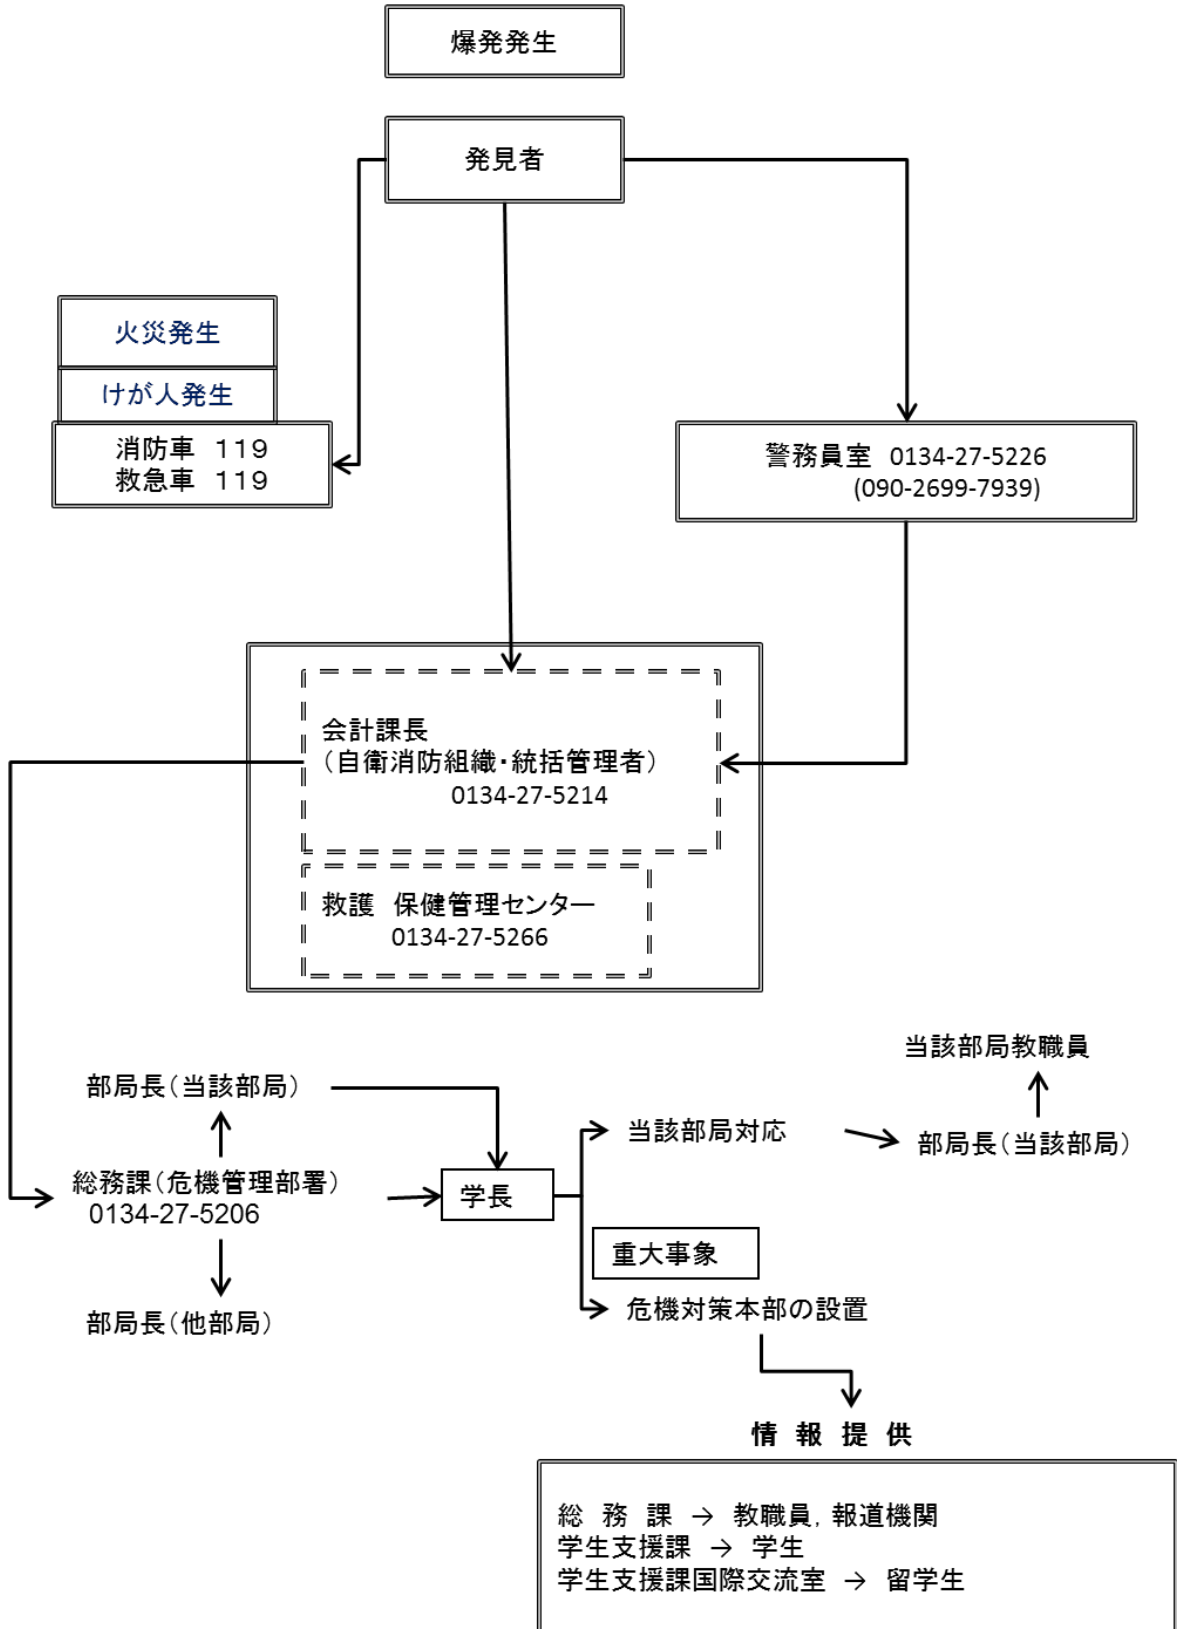 爆発発生
発見者
火災発生
けが人発生
消防車　119
救急車　119
警務員室　0134-27-5226
(090-2699-7939)
会計課長
（自衛消防組織・統括管理者）
0134-27-5214
救護　保健管理センター
0134-27-5266
当該部局教職員
部局長（当該部局）
当該部局対応
部局長（当該部局）
総務課（危機管理部署）
0134-27-5206
学長
重大事象
危機対策本部の設置
部局長（他部局）
情 報 提 供
総　務　課 → 教職員，報道機関
学生支援課 → 学生
学生支援課国際交流室 → 留学生